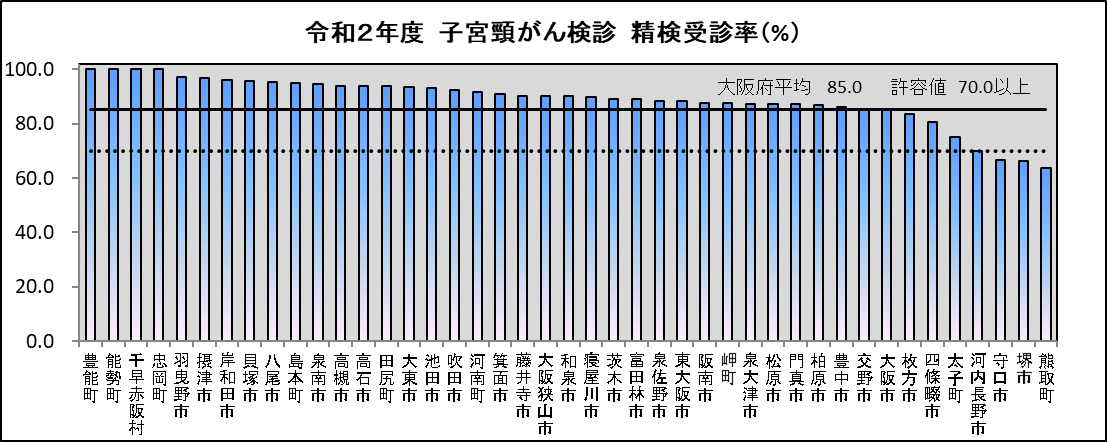 令和2年度 子宮頸がん検診 精検受診率(%)
大阪府平均 85.0 許容値 70.0以上
100.0
80.0
60.0
40.0
20.0
0.0
豊能町
能勢町
千早赤阪村
忠岡町
羽曳野市
摂津市
岸和田市
貝塚市
八尾市
島本町
泉南市
高槻市
高石市
田尻町
大東市
池田市
吹田市
河南町
箕面市
藤井寺市
大阪狭山市
和泉市
寝屋川市
茨木市
富田林市
泉佐野市
東大阪市
阪南市
岬町
泉大津市
松原市
門真市
柏原市
豊中市
交野市
大阪市
枚方市
四條畷市
太子町
河内長野市
守口市
堺市
熊取町